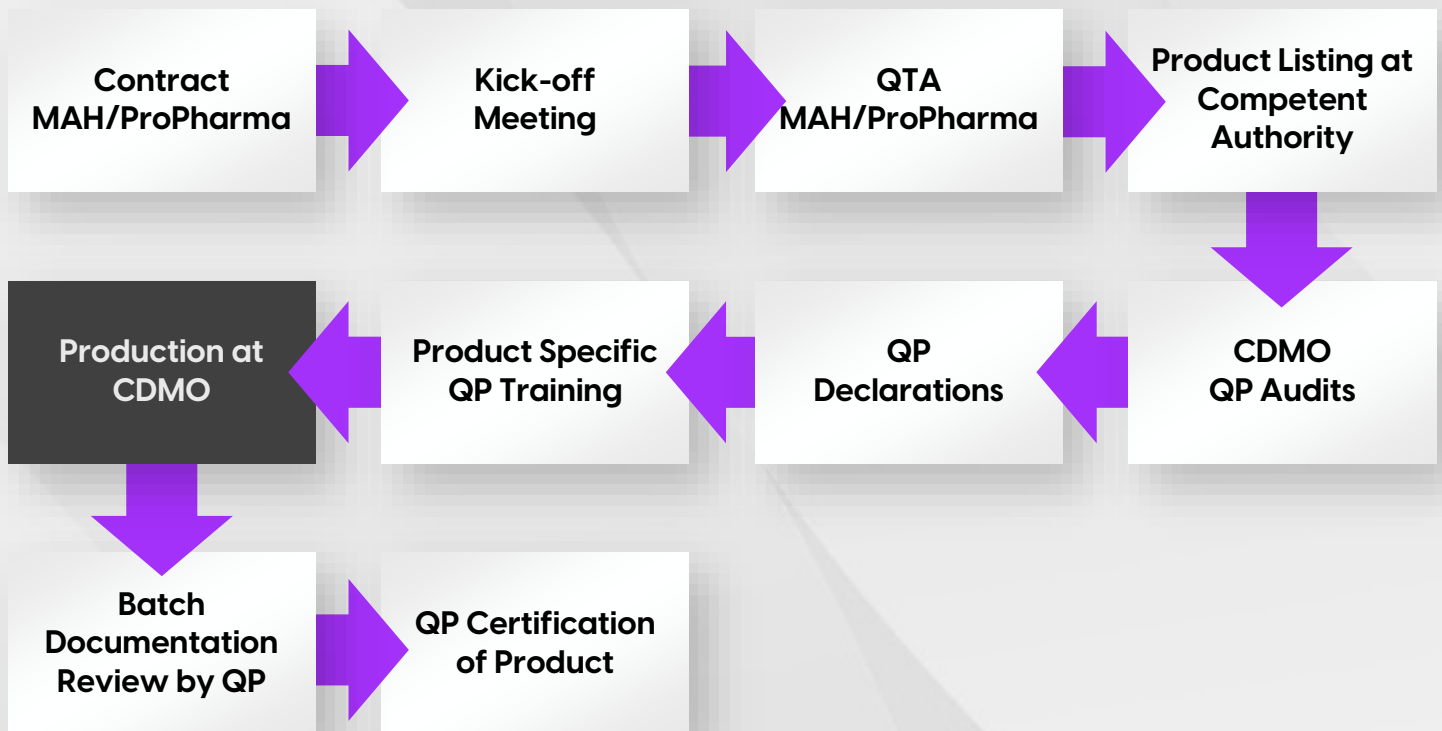 Contract
MAH/ProPharma
Kick-off
Meeting
QTA
MAH/ProPharma
Product Listing at
Competent
Authority
CDMO
QP Audits
QP
Declarations
Product Specific
QP Training
Production at
CDMO
Batch
Documentation
Review by QP
QP Certification
of Product